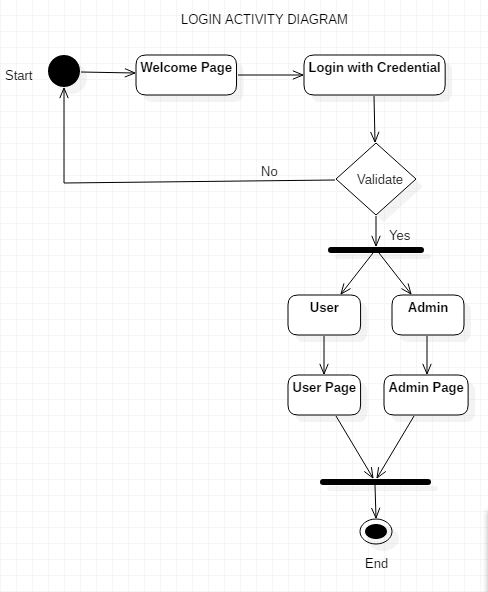 LOGIN ACTIVITY DIAGRAM
Start
Welcome Page
Login with Credential
No
Validate
Yes
User
Admin
User Page
Admin Page
End